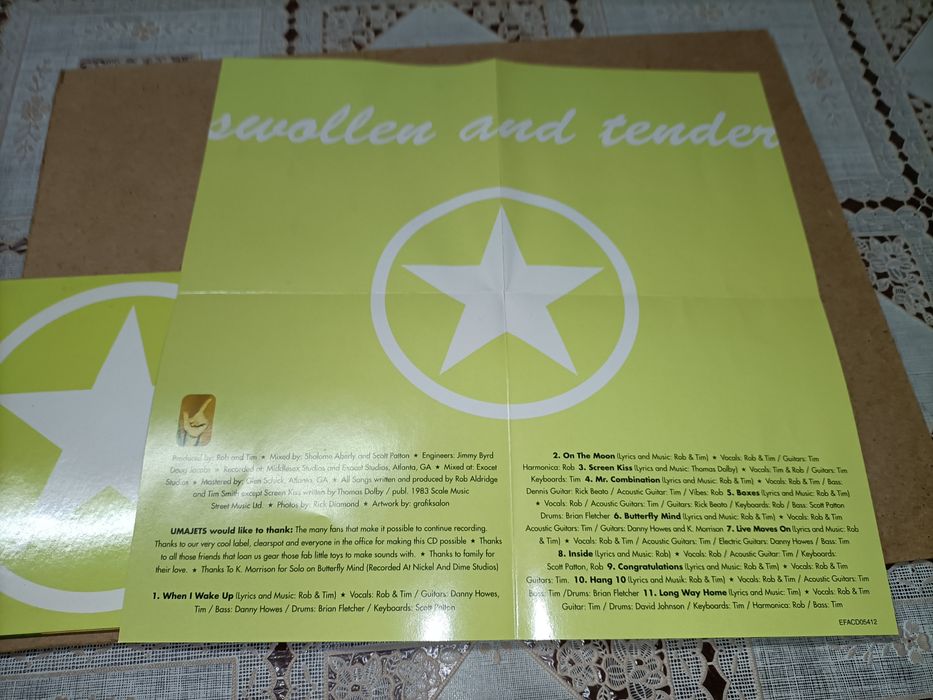 swollen and tender
Produced by: Rob and Tim ★ Mixed by: Sholome Aberly and Scott Patton ★ Engineers: Jimmy Byrd
Doug Jacobs ★ Recorded at: Middlesex Studios and Exocet Studios, Atlanta, GA ★ Mixed at: Exocet
Studios ★ Mastered by: Glen Schick, Atlanta, GA ★ All Songs written and produced by Rob Aldridge
and Tim Smith except Screen Kiss written by Thomas Dolby / publ. 1983 Scale Music
Street Music Ltd. ★ Photos by: Rick Diamond ★ Artwork by: grafiksalon
UMAJETS would like to thank: The many fans that make it possible to continue recording.
Thanks to our very cool label, clearspot and everyone in the office for making this CD possible ★ Thanks
to all those friends that loan us gear those fab little toys to make sounds with. ★ Thanks to family for
their love. ★ Thanks To K. Morrison for Solo on Butterfly Mind (Recorded At Nickel And Dime Studios)
1. When I Wake Up (Lyrics and Music: Rob & Tim) ★ Vocals: Rob & Tim / Guitars: Danny Howes,
Tim / Bass: Danny Howes / Drums: Brian Fletcher / Keyboards: Scott Patton
2. On The Moon (Lyrics and Music: Rob & Tim) ★ Vocals: Rob & Tim / Guitars: Tim
Harmonica: Rob 3. Screen Kiss (Lyrics and Music: Thomas Dolby) ★ Vocals: Tim & Rob / Guitars: Tim
Keyboards: Tim 4. Mr. Combination (Lyrics and Music: Rob & Tim) ★ Vocals: Rob & Tim / Bass:
Dennis Guitar: Rick Beato / Acoustic Guitar: Tim / Vibes: Rob 5. Boxes (Lyrics and Music: Rob & Tim)
★ Vocals: Rob & Tim / Acoustic Guitars: Tim / Guitars: Rick Beato / Keyboards: Rob / Bass: Scott Patton
Drums: Brian Fletcher 6. Butterfly Mind (Lyrics and Music: Rob & Tim) ★ Vocals: Rob & Tim
Acoustic Guitars: Tim / Guitars: Danny Howes and K. Morrison 7. Live Moves On (Lyrics and Music: Rob
& Tim) ★ Vocals: Rob & Tim / Acoustic Guitars: Tim / Electric Guitars: Danny Howes / Bass: Tim
8. Inside (Lyrics and Music: Rob) ★ Vocals: Rob / Acoustic Guitar: Tim / Keyboards:
Scott Patton, Rob 9. Congratulations (Lyrics and Music: Rob & Tim) ★ Vocals: Rob & Tim
Guitars: Tim. 10. Hang 10 (Lyrics and Musik: Rob & Tim) ★ Vocals: Rob & Tim / Acoustic Guitars: Tim
Bass: Tim /Drums: Brian Fletcher 11. Long Way Home (Lyrics and Music: Tim) ★ Vocals: Rob & Tim
Guitar: Tim / Drums: David Johnson / Keyboards: Tim / Harmonica: Rob / Bass: Tim
EFACD05412